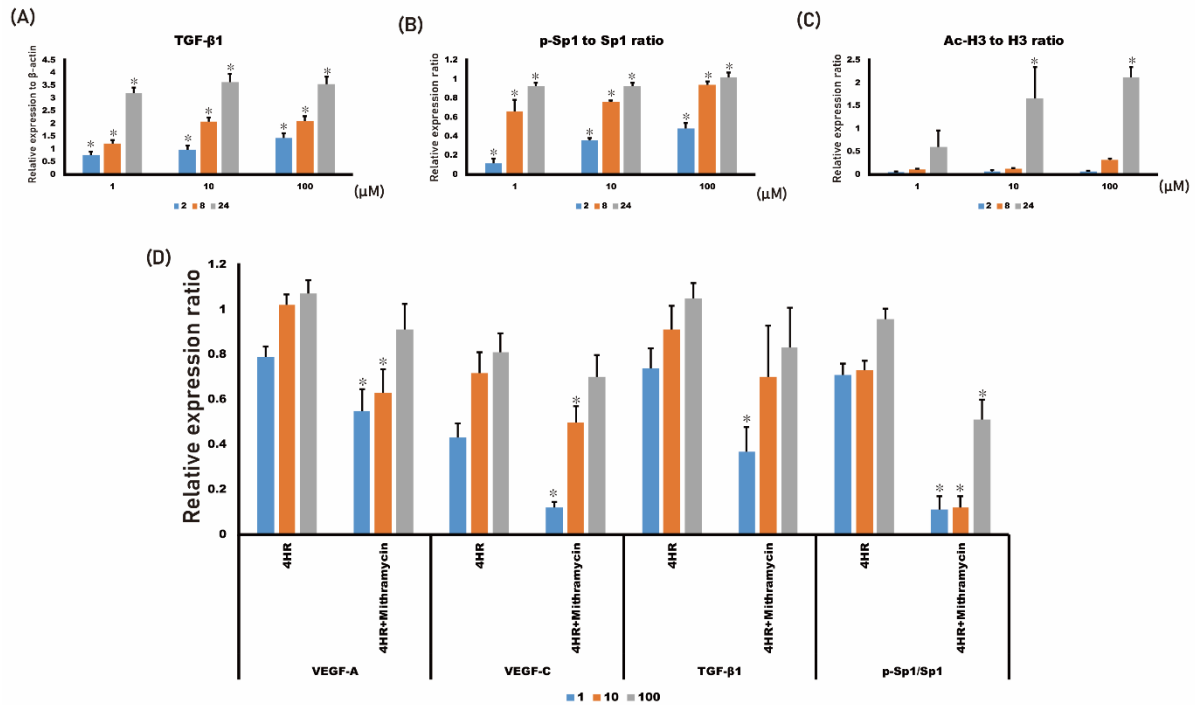 (A)
TGF-β1
Relative expression to β-actin
4.5
4
3.5
3
2.5
2
1.5
1
0.5
0
* * * * * * * * *
1 10 100 (μM)
2 8 24
(B)
p-Sp1 to Sp1 ratio
Relative expression ratio
1.2
1
0.8
0.6
0.4
0.2
0
* * * * * * * * *
1 10 100 (μM)
2 8 24
(C)
Ac-H3 to H3 ratio
Relative expression ratio
2.5
2
1.5
1
0.5
0
* *
1 10 100 (μM)
2 8 24
(D)
Relative expression ratio
1.2
1
0.8
0.6
0.4
0.2
0
* * * * * * * *
4HR 4HR+Mithramycin 4HR 4HR+Mithramycin 4HR 4HR+Mithramycin 4HR 4HR+Mithramycin
VEGF-A VEGF-C TGF-β1 p-Sp1/Sp1
1 10 100